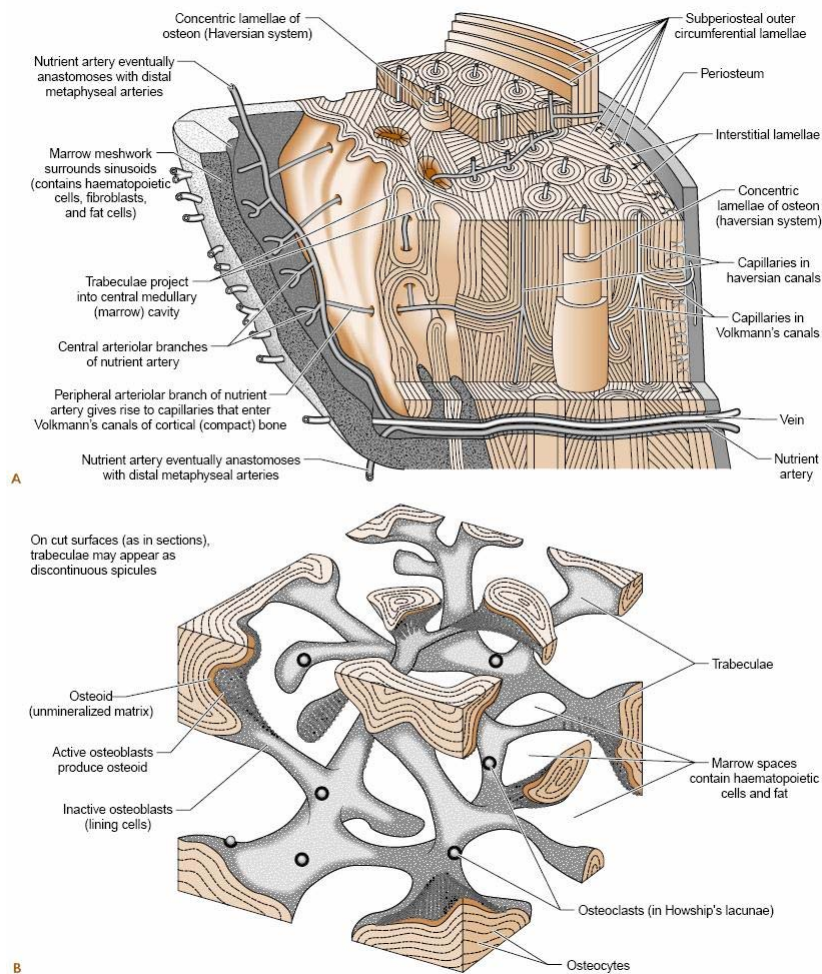 Concentric lamellae of
osteon (Haversian system)
Subperiosteal outer
circumferential lamellae
Nutrient artery eventually
anastomoses with distal
metaphyseal arteries
Periosteum
Marrow meshwork
surrounds sinusoids
(contains haematopoietic
cells, fibroblasts,
and fat cells)
Interstitial lamellae
Concentric
lamellae of osteon
(haversian system)
Trabeculae project
into central medullary
(marrow) cavity
Capillaries in
haversian canals
Central arteriolar branches
of nutrient artery
Capillaries in
Volkmann's canals
Peripheral arteriolar branch of nutrient
artery gives rise to capillaries that enter
Volkmann's canals of cortical (compact) bone
Vein
Nutrient artery eventually anastomoses
with distal metaphyseal arteries
Nutrient
artery
A
On cut surfaces (as in sections),
trabeculae may appear as
discontinuous spicules
Trabeculae
Osteoid
(unmineralized matrix)
Active osteoblasts
produce osteoid
Marrow spaces
contain haematopoietic
cells and fat
Inactive osteoblasts
(lining cells)
Osteoclasts (in Howship's lacunae)
Osteocytes
B